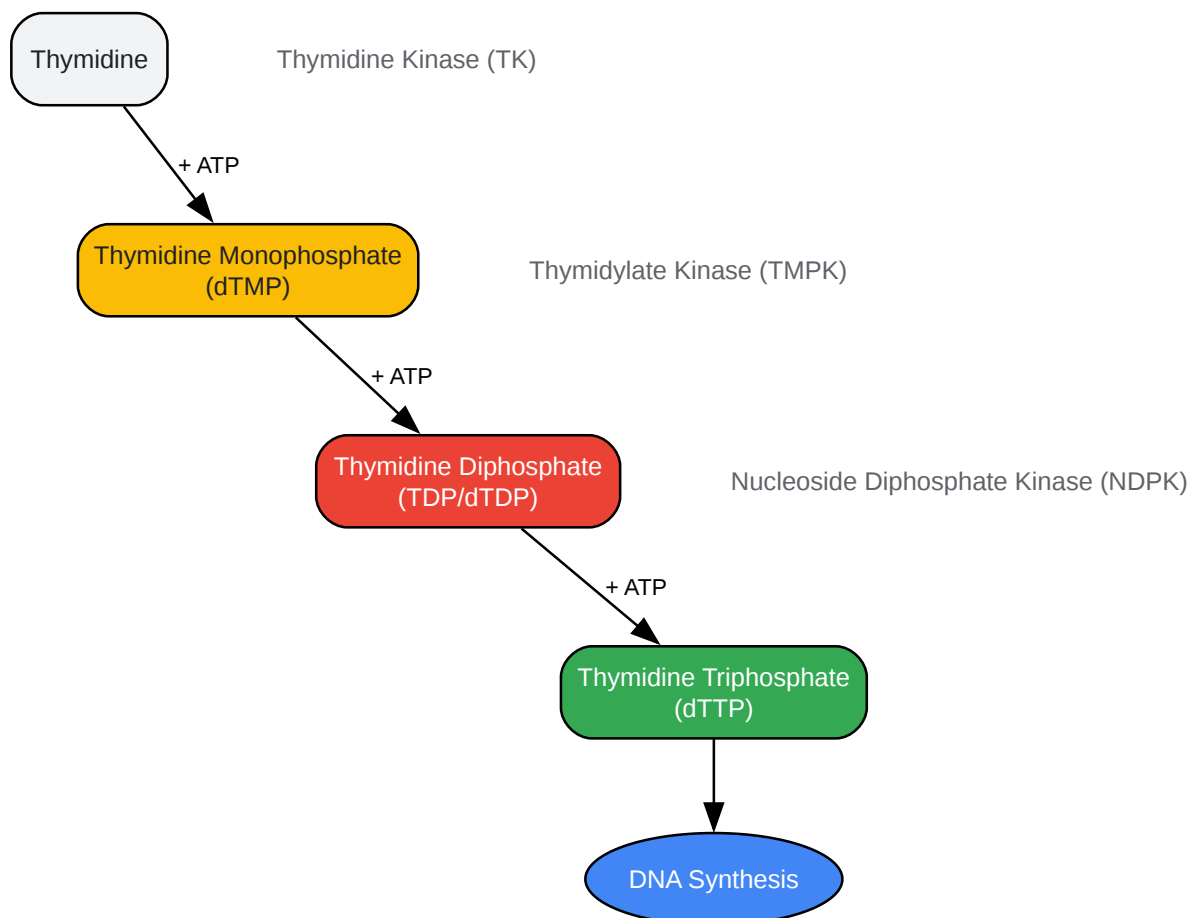 Thymidine
Thymidine Kinase (TK)
+ ATP
Thymidine Monophosphate
(dTMP)
Thymidylate Kinase (TMPK)
+ ATP
Thymidine Diphosphate
(TDP/dTDP)
Nucleoside Diphosphate Kinase (NDPK)
+ ATP
Thymidine Triphosphate
(dTTP)
DNA Synthesis